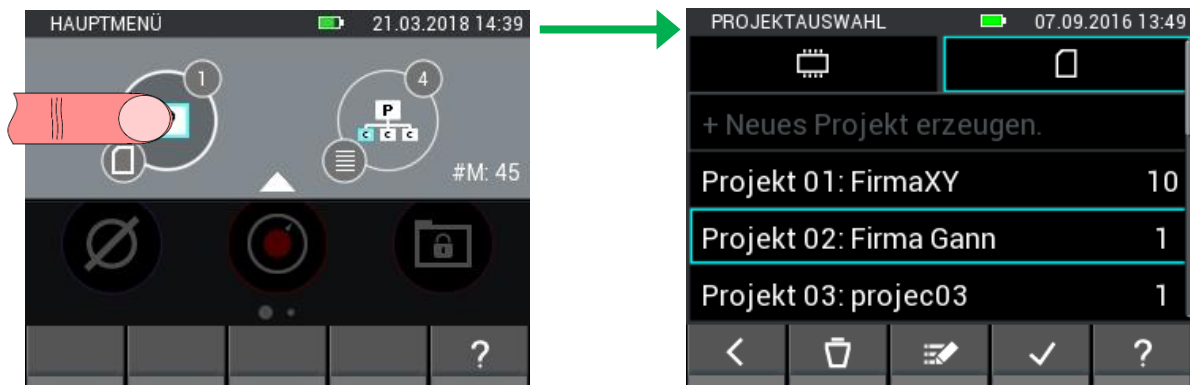 HAUPTMENÜ 21.03.2018 14:39
1
4
P
c c c
#M: 45
?
PROJEKTAUSWAHL 07.09.2016 13:49
+ Neues Projekt erzeugen.
Projekt 01: FirmaXY 10
Projekt 02: Firma Gann 1
Projekt 03: projec03 1
?